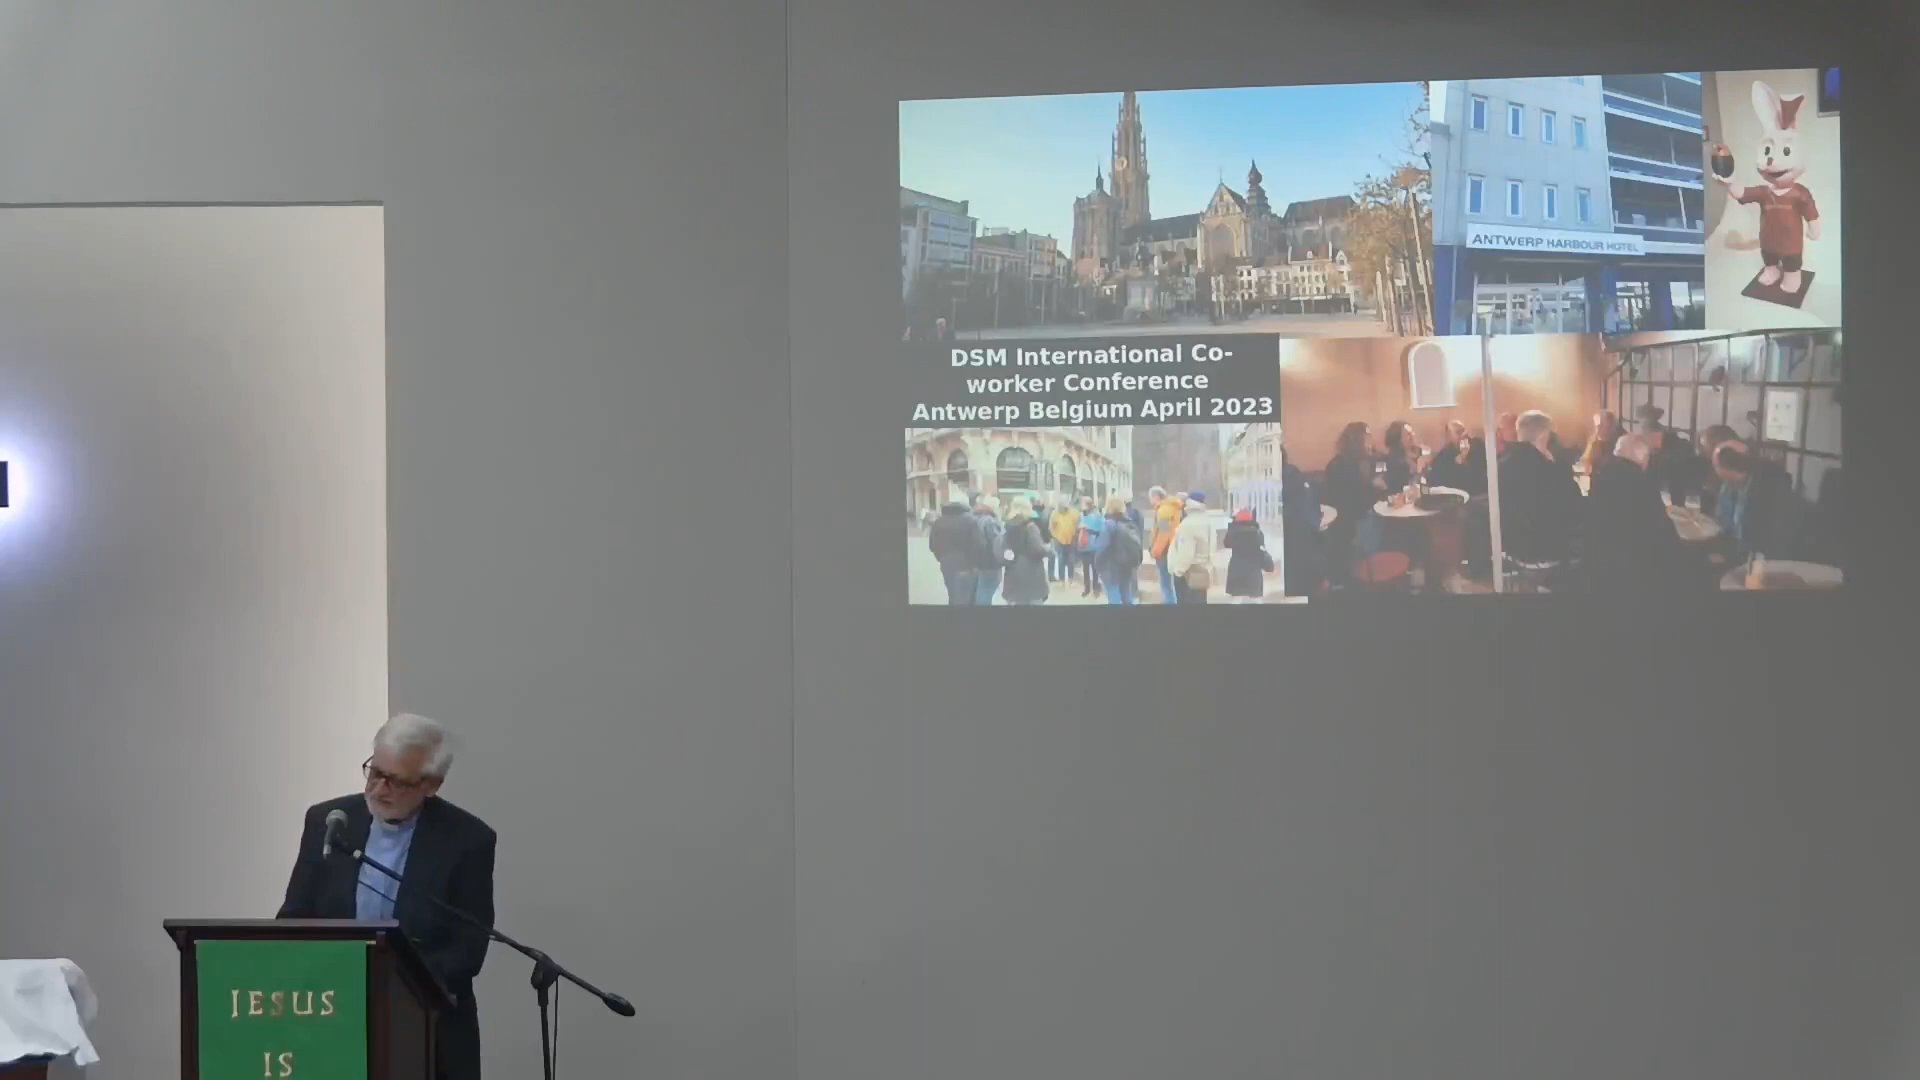 ANTWERP HARBOUR HOTEL
DSM International Co-
worker Conference
Antwerp Belgium April 2023
JESUS
IS